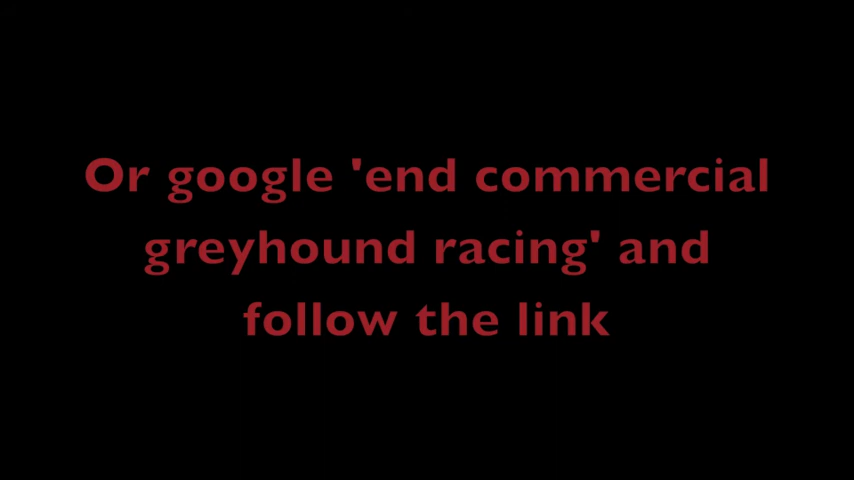 Or google 'end commercial
greyhound racing' and
follow the link